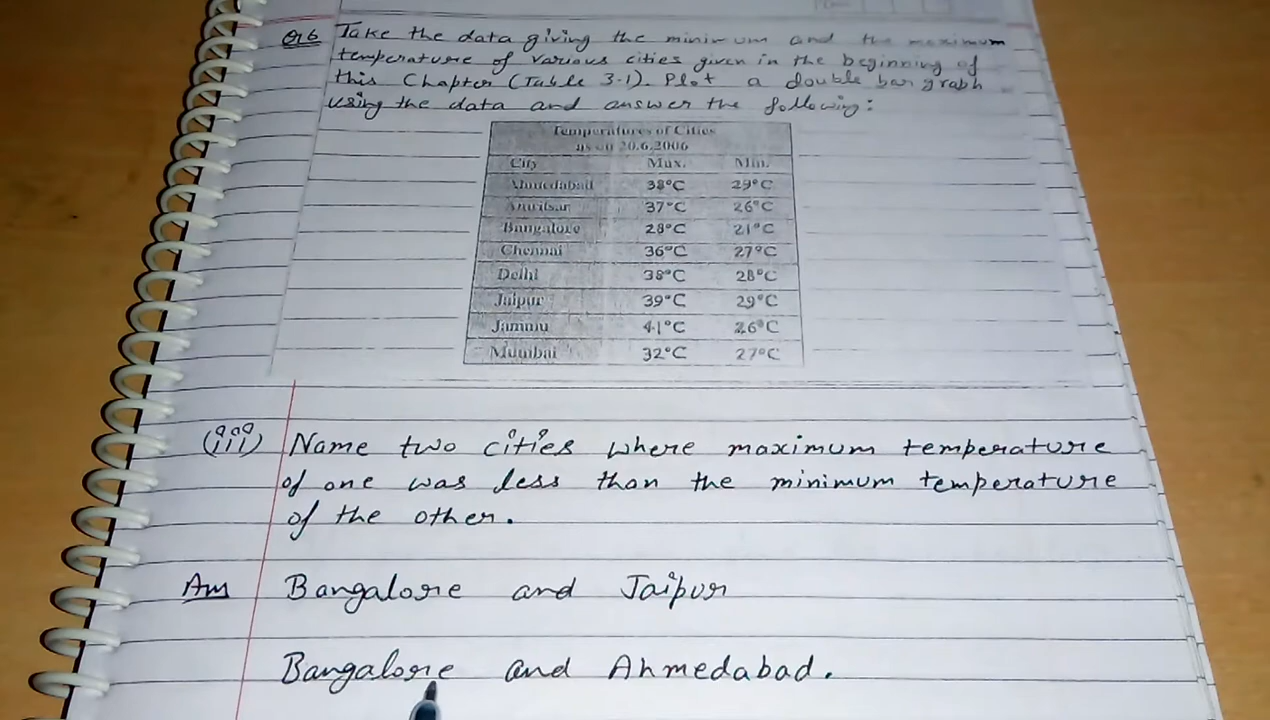 Q.6 Take the data giving the minimum and the maximum
temperature of various cities given in the beginning of
this Chapter (Table 3.1). Plot a double bar graph
using the data and answer the following:
Temperatures of Cities
as on 20.6.2006
City Max. Min.
Ahmedabad 38°C 29°C
Amritsar 37°C 26°C
Bangalore 28°C 21°C
Chennai 36°C 27°C
Delhi 38°C 28°C
Jaipur 39°C 29°C
Jammu 41°C 26°C
Mumbai 32°C 27°C
(iii) Name two cities where maximum temperature
of one was less than the minimum temperature
of the other.
Ans Bangalore and Jaipur
Bangalore and Ahmedabad.